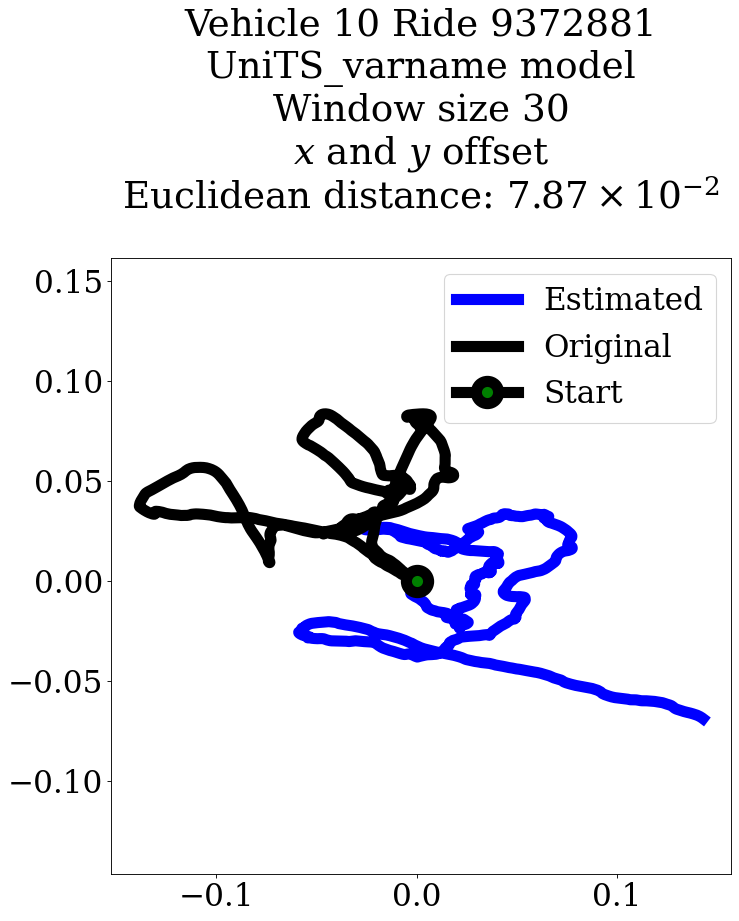 Vehicle 10 Ride 9372881
UniTS_varname model
Window size 30
x and y offset
Euclidean distance: 7.87 × 10⁻²
0.15
0.10
0.05
0.00
−0.05
−0.10
Estimated
Original
Start
−0.1 0.0 0.1